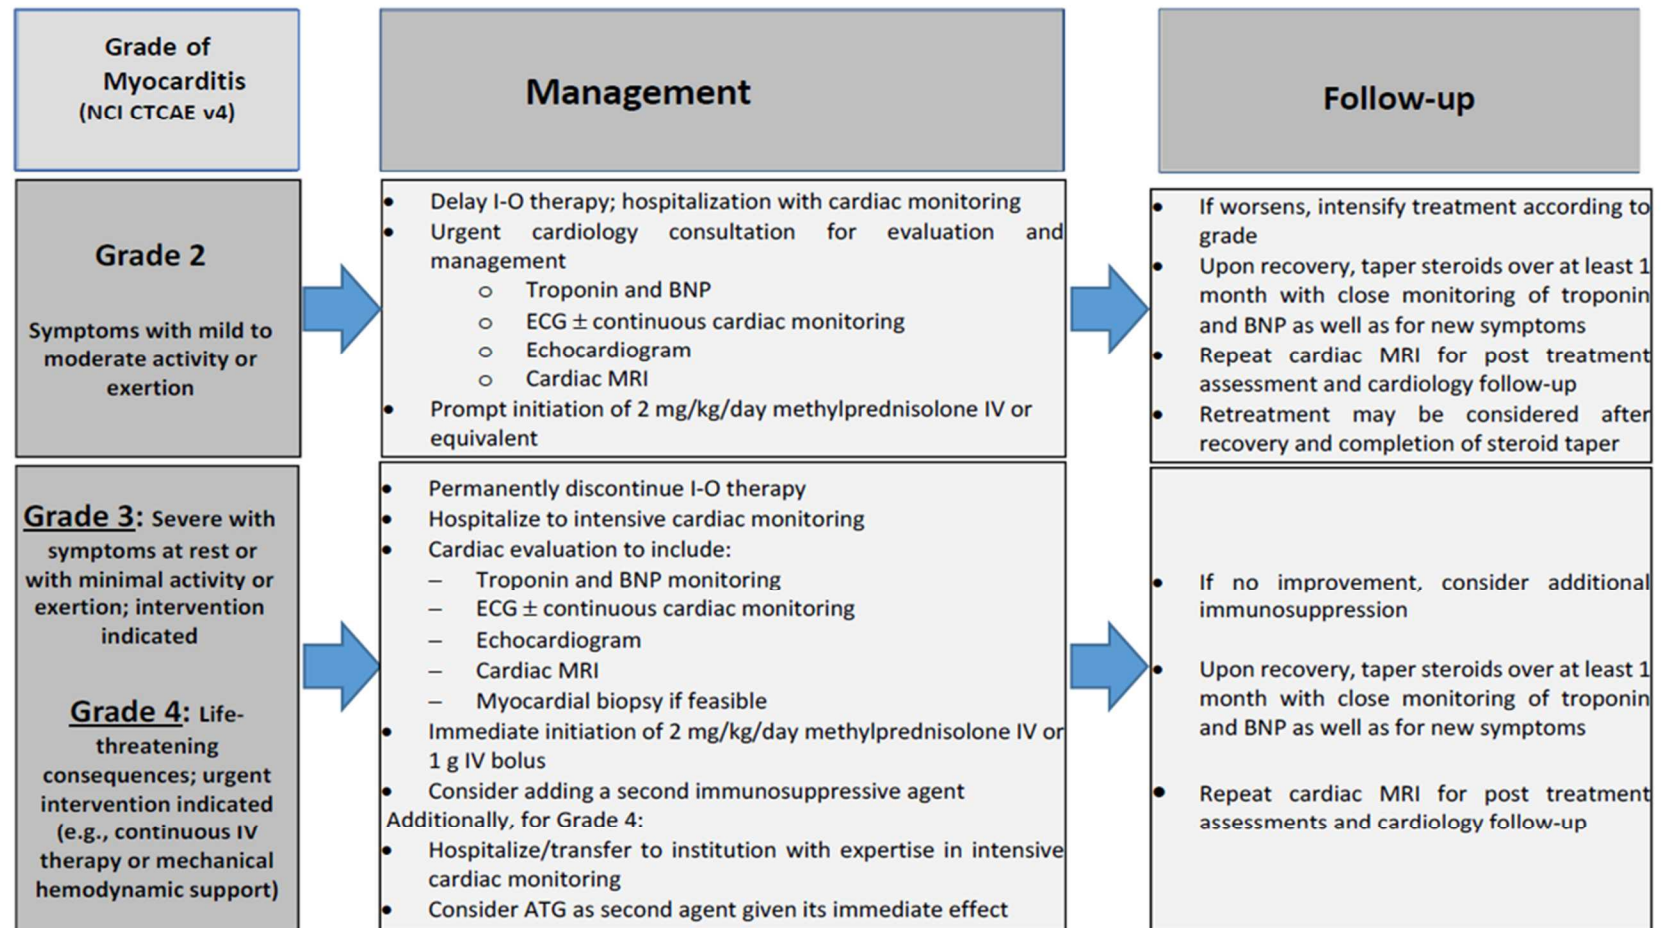 Grade of
Myocarditis
(NCI CTCAE v4)
Management
Follow-up
Grade 2
Symptoms with mild to
moderate activity or
exertion
• Delay I-O therapy; hospitalization with cardiac monitoring
• Urgent cardiology consultation for evaluation and
management
o Troponin and BNP
o ECG ± continuous cardiac monitoring
o Echocardiogram
o Cardiac MRI
• Prompt initiation of 2 mg/kg/day methylprednisolone IV or
equivalent
• If worsens, intensify treatment according to
grade
• Upon recovery, taper steroids over at least 1
month with close monitoring of troponin
and BNP as well as for new symptoms
• Repeat cardiac MRI for post treatment
assessment and cardiology follow-up
• Retreatment may be considered after
recovery and completion of steroid taper
Grade 3: Severe with
symptoms at rest or
with minimal activity or
exertion; intervention
indicated
Grade 4: Life-
threatening
consequences; urgent
intervention indicated
(e.g., continuous IV
therapy or mechanical
hemodynamic support)
• Permanently discontinue I-O therapy
• Hospitalize to intensive cardiac monitoring
• Cardiac evaluation to include:
– Troponin and BNP monitoring
– ECG ± continuous cardiac monitoring
– Echocardiogram
– Cardiac MRI
– Myocardial biopsy if feasible
• Immediate initiation of 2 mg/kg/day methylprednisolone IV or
1 g IV bolus
• Consider adding a second immunosuppressive agent
Additionally, for Grade 4:
• Hospitalize/transfer to institution with expertise in intensive
cardiac monitoring
• Consider ATG as second agent given its immediate effect
• If no improvement, consider additional
immunosuppression
• Upon recovery, taper steroids over at least 1
month with close monitoring of troponin
and BNP as well as for new symptoms
• Repeat cardiac MRI for post treatment
assessments and cardiology follow-up